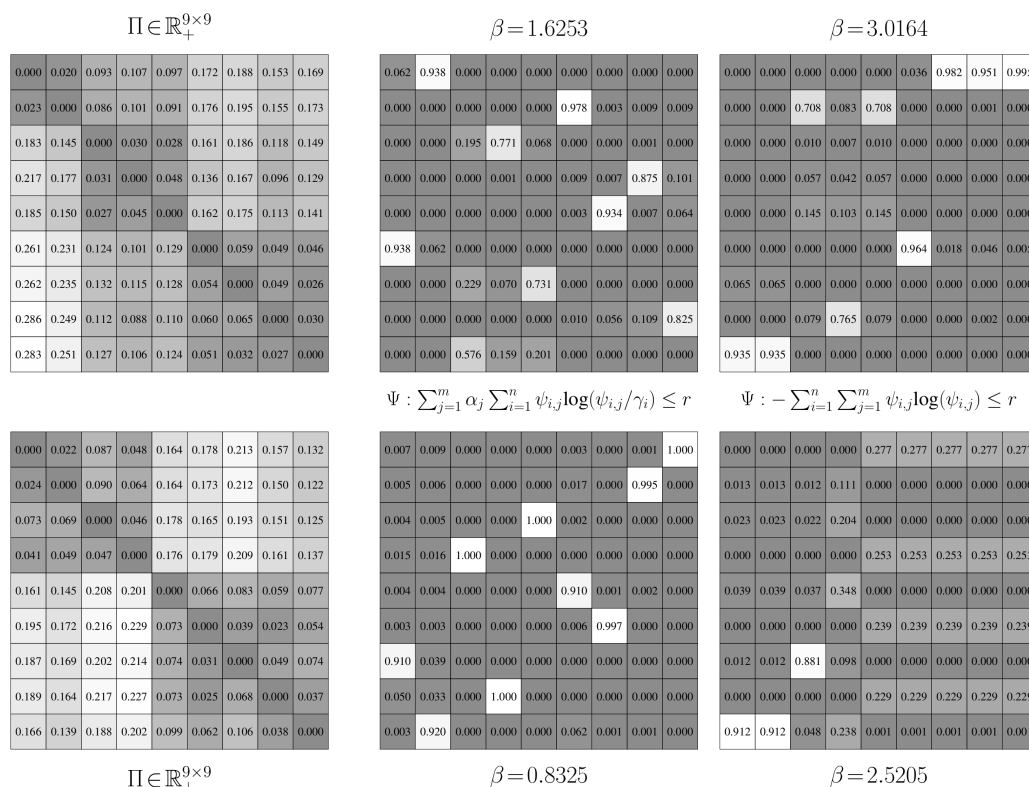 Π∈ℝ₊^{9×9} β=1.6253 β=3.0164
0.000 0.020 0.093 0.107 0.097 0.172 0.188 0.153 0.169 0.062 0.938 0.000 0.000 0.000 0.000 0.000 0.000 0.000 0.000 0.000 0.000 0.000 0.000 0.036 0.982 0.951 0.995
0.023 0.000 0.086 0.101 0.091 0.176 0.195 0.155 0.173 0.000 0.000 0.000 0.000 0.000 0.978 0.003 0.009 0.009 0.000 0.000 0.708 0.083 0.708 0.000 0.000 0.001 0.000
0.183 0.145 0.000 0.030 0.028 0.161 0.186 0.118 0.149 0.000 0.000 0.195 0.771 0.068 0.000 0.000 0.000 0.001 0.000 0.000 0.010 0.007 0.010 0.000 0.000 0.000 0.000
0.217 0.177 0.031 0.000 0.048 0.136 0.167 0.096 0.129 0.000 0.000 0.000 0.001 0.000 0.009 0.007 0.875 0.101 0.000 0.000 0.057 0.042 0.057 0.000 0.000 0.000 0.000
0.185 0.150 0.027 0.045 0.000 0.162 0.175 0.113 0.141 0.000 0.000 0.000 0.000 0.000 0.003 0.934 0.007 0.064 0.000 0.000 0.145 0.103 0.145 0.000 0.000 0.000 0.000
0.261 0.231 0.124 0.101 0.129 0.000 0.059 0.049 0.046 0.938 0.062 0.000 0.000 0.000 0.000 0.000 0.000 0.000 0.000 0.000 0.000 0.000 0.000 0.964 0.018 0.046 0.005
0.262 0.235 0.132 0.115 0.128 0.054 0.000 0.049 0.026 0.000 0.000 0.229 0.070 0.731 0.000 0.000 0.000 0.000 0.065 0.065 0.000 0.000 0.000 0.000 0.000 0.000 0.000
0.286 0.249 0.112 0.088 0.110 0.060 0.065 0.000 0.030 0.000 0.000 0.000 0.000 0.000 0.010 0.056 0.109 0.825 0.000 0.000 0.079 0.765 0.079 0.000 0.000 0.002 0.000
0.283 0.251 0.127 0.106 0.124 0.051 0.032 0.027 0.000 0.000 0.000 0.576 0.159 0.201 0.000 0.000 0.000 0.000 0.935 0.935 0.000 0.000 0.000 0.000 0.000 0.000 0.000
Ψ : ∑_{j=1}^{m} α_j ∑_{i=1}^{n} ψ_{i,j} log(ψ_{i,j}/γ_i) ≤ r Ψ : − ∑_{i=1}^{n} ∑_{j=1}^{m} ψ_{i,j} log(ψ_{i,j}) ≤ r
0.000 0.022 0.087 0.048 0.164 0.178 0.213 0.157 0.132 0.007 0.009 0.000 0.000 0.000 0.003 0.000 0.001 1.000 0.000 0.000 0.000 0.000 0.277 0.277 0.277 0.277 0.277
0.024 0.000 0.090 0.064 0.164 0.173 0.212 0.150 0.122 0.005 0.006 0.000 0.000 0.000 0.017 0.000 0.995 0.000 0.013 0.013 0.012 0.111 0.000 0.000 0.000 0.000 0.000
0.073 0.069 0.000 0.046 0.178 0.165 0.193 0.151 0.125 0.004 0.005 0.000 0.000 1.000 0.002 0.000 0.000 0.000 0.023 0.023 0.022 0.204 0.000 0.000 0.000 0.000 0.000
0.041 0.049 0.047 0.000 0.176 0.179 0.209 0.161 0.137 0.015 0.016 1.000 0.000 0.000 0.000 0.000 0.000 0.000 0.000 0.000 0.000 0.000 0.253 0.253 0.253 0.253 0.253
0.161 0.145 0.208 0.201 0.000 0.066 0.083 0.059 0.077 0.004 0.004 0.000 0.000 0.000 0.910 0.001 0.002 0.000 0.039 0.039 0.037 0.348 0.000 0.000 0.000 0.000 0.000
0.195 0.172 0.216 0.229 0.073 0.000 0.039 0.023 0.054 0.003 0.003 0.000 0.000 0.000 0.006 0.997 0.000 0.000 0.000 0.000 0.000 0.000 0.239 0.239 0.239 0.239 0.239
0.187 0.169 0.202 0.214 0.074 0.031 0.000 0.049 0.074 0.910 0.039 0.000 0.000 0.000 0.000 0.000 0.000 0.000 0.012 0.012 0.881 0.098 0.000 0.000 0.000 0.000 0.000
0.189 0.164 0.217 0.227 0.073 0.025 0.068 0.000 0.037 0.050 0.033 0.000 1.000 0.000 0.000 0.000 0.000 0.000 0.000 0.000 0.000 0.000 0.229 0.229 0.229 0.229 0.229
0.166 0.139 0.188 0.202 0.099 0.062 0.106 0.038 0.000 0.003 0.920 0.000 0.000 0.000 0.062 0.001 0.001 0.000 0.912 0.912 0.048 0.238 0.001 0.001 0.001 0.001 0.00
Π∈ℝ₊^{9×9} β=0.8325 β=2.5205